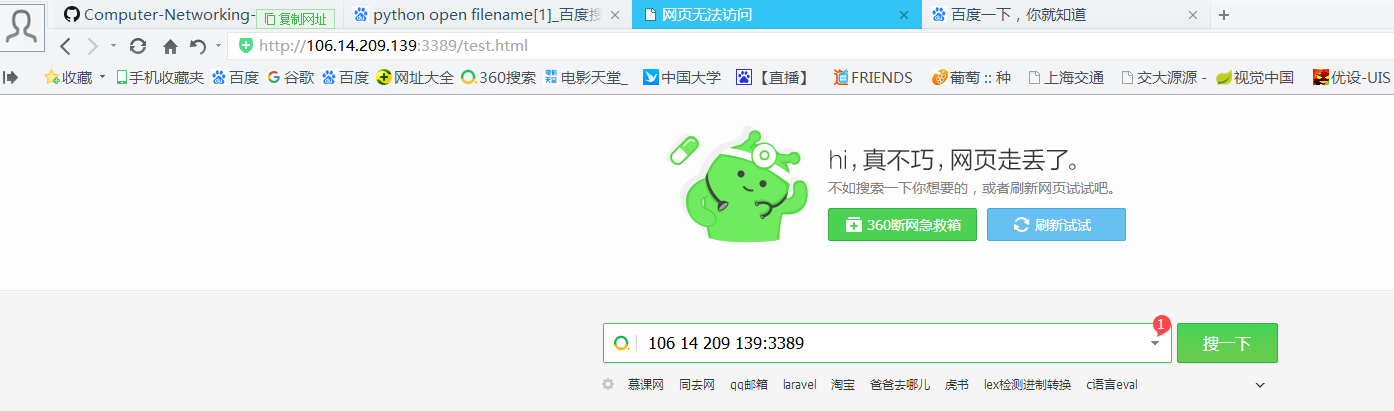 Computer-Networking-
复制网址
python open filename[1]_百度搜
网页无法访问
百度一下，你就知道
http://106.14.209.139:3389/test.html
收藏 手机收藏夹 百度 谷歌 百度 网址大全 360搜索 电影天堂_ 中国大学 【直播】 FRIENDS 葡萄 :: 种 上海交通 交大源源 - 视觉中国 优设-UIS
hi，真不巧，网页走丢了。
不如搜索一下你想要的，或者刷新网页试试吧。
360断网急救箱 刷新试试
1
106 14 209 139:3389 搜一下
慕课网 同去网 qq邮箱 laravel 淘宝 爸爸去哪儿 虎书 lex检测进制转换 c语言eval